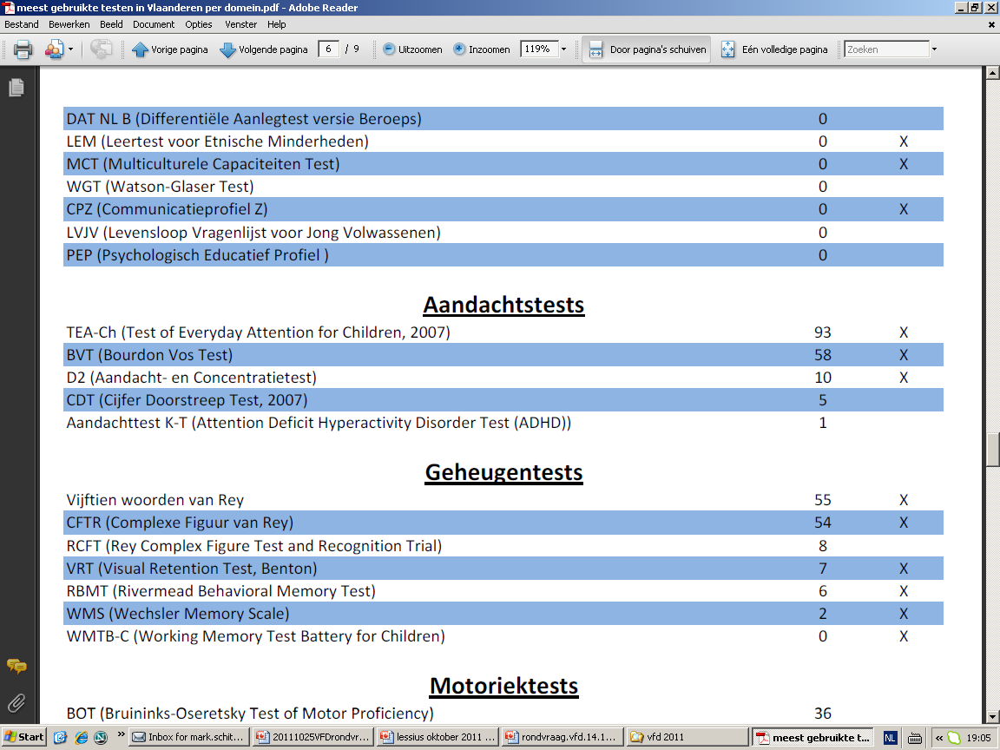 meest gebruikte testen in Vlaanderen per domein.pdf - Adobe Reader
Bestand Bewerken Beeld Document Opties Venster Help
Vorige pagina Volgende pagina 6 / 9 Uitzoomen Inzoomen 119% Door pagina's schuiven Eén volledige pagina Zoeken
DAT NL B (Differentiële Aanlegtest versie Beroeps) 0
LEM (Leertest voor Etnische Minderheden) 0 X
MCT (Multiculturele Capaciteiten Test) 0 X
WGT (Watson-Glaser Test) 0
CPZ (Communicatieprofiel Z) 0 X
LVJV (Levensloop Vragenlijst voor Jong Volwassenen) 0
PEP (Psychologisch Educatief Profiel ) 0
Aandachtstests
TEA-Ch (Test of Everyday Attention for Children, 2007) 93 X
BVT (Bourdon Vos Test) 58 X
D2 (Aandacht- en Concentratietest) 10 X
CDT (Cijfer Doorstreep Test, 2007) 5
Aandachttest K-T (Attention Deficit Hyperactivity Disorder Test (ADHD)) 1
Geheugentests
Vijftien woorden van Rey 55 X
CFTR (Complexe Figuur van Rey) 54 X
RCFT (Rey Complex Figure Test and Recognition Trial) 8
VRT (Visual Retention Test, Benton) 7 X
RBMT (Rivermead Behavioral Memory Test) 6 X
WMS (Wechsler Memory Scale) 2 X
WMTB-C (Working Memory Test Battery for Children) 0 X
Motoriektests
BOT (Bruininks-Oseretsky Test of Motor Proficiency) 36
Start » Inbox for mark.schit... 20111025VFDrondvr... lessius oktober 2011 ... rondvraag.vfd.14.1... vfd 2011 meest gebruikte t... NL « 19:05